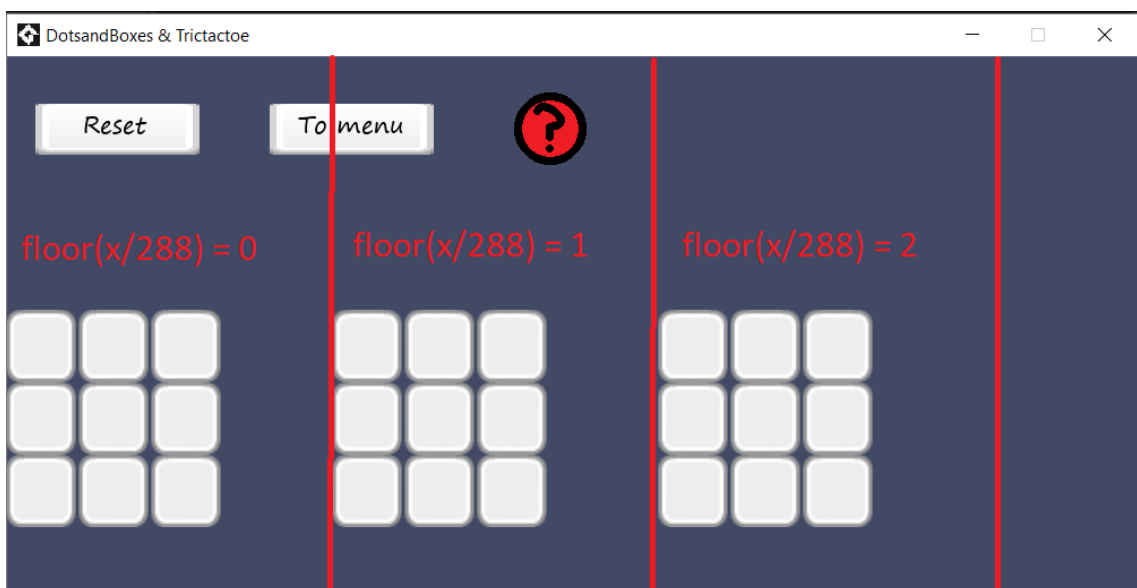 DotsandBoxes & Trictactoe
Reset
To menu
?
floor(x/288) = 0
floor(x/288) = 1
floor(x/288) = 2